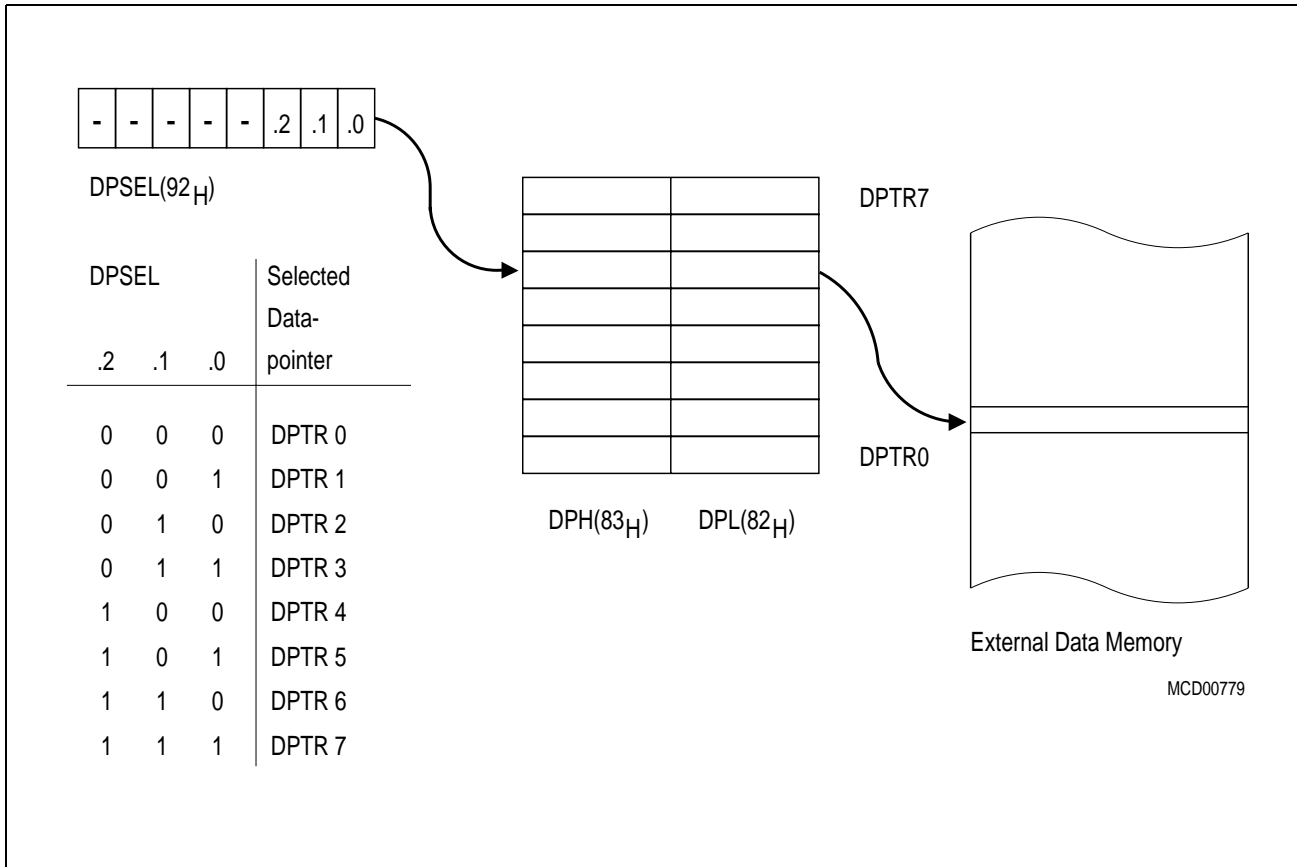 - - - - - .2 .1 .0
DPSEL(92H)
DPSEL Selected
Data-
.2 .1 .0 pointer
0 0 0 DPTR 0
0 0 1 DPTR 1
0 1 0 DPTR 2
0 1 1 DPTR 3
1 0 0 DPTR 4
1 0 1 DPTR 5
1 1 0 DPTR 6
1 1 1 DPTR 7
DPTR7
DPTR0
DPH(83H) DPL(82H)
External Data Memory
MCD00779